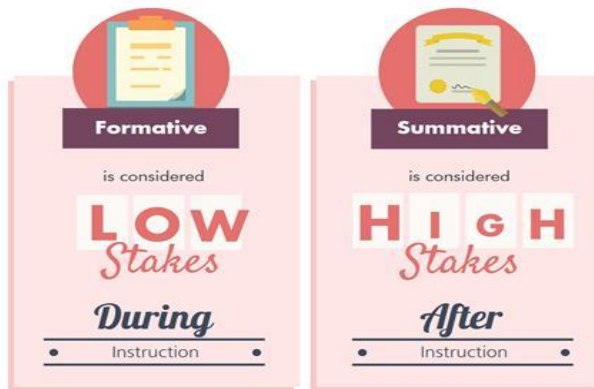 Formative
is considered
LOW
Stakes
During
Instruction
Summative
is considered
HIGH
Stakes
After
Instruction